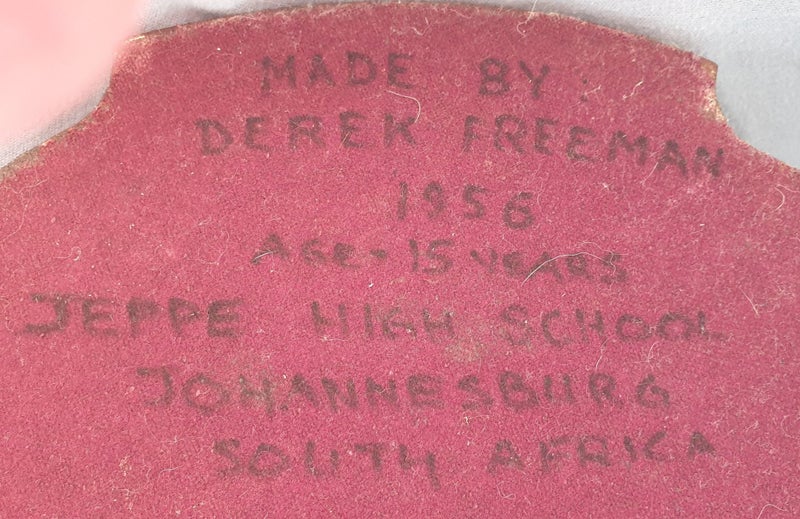 MADE BY:
DEREK FREEMAN
1956
AGE - 15 YEARS
JEPPE HIGH SCHOOL
JOHANNESBURG
SOUTH AFRICA